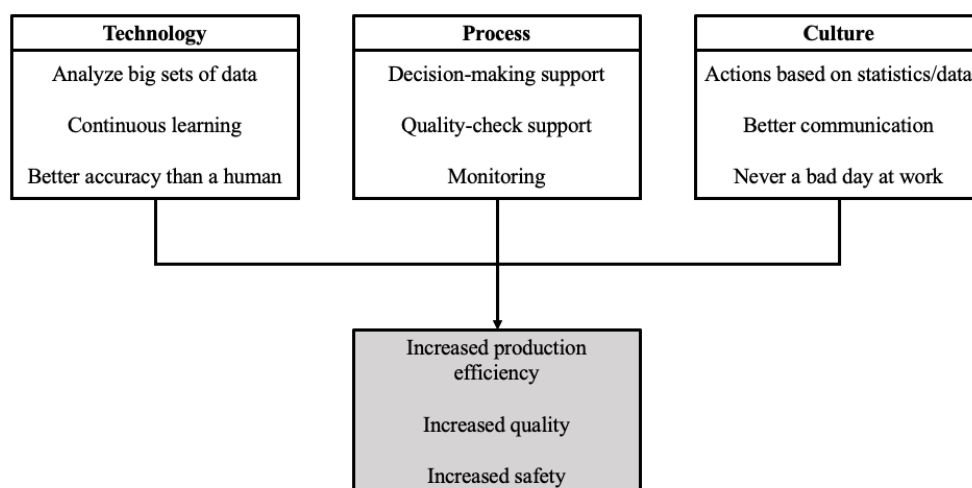 Technology
Analyze big sets of data
Continuous learning
Better accuracy than a human
Process
Decision-making support
Quality-check support
Monitoring
Culture
Actions based on statistics/data
Better communication
Never a bad day at work
Increased production
efficiency
Increased quality
Increased safety